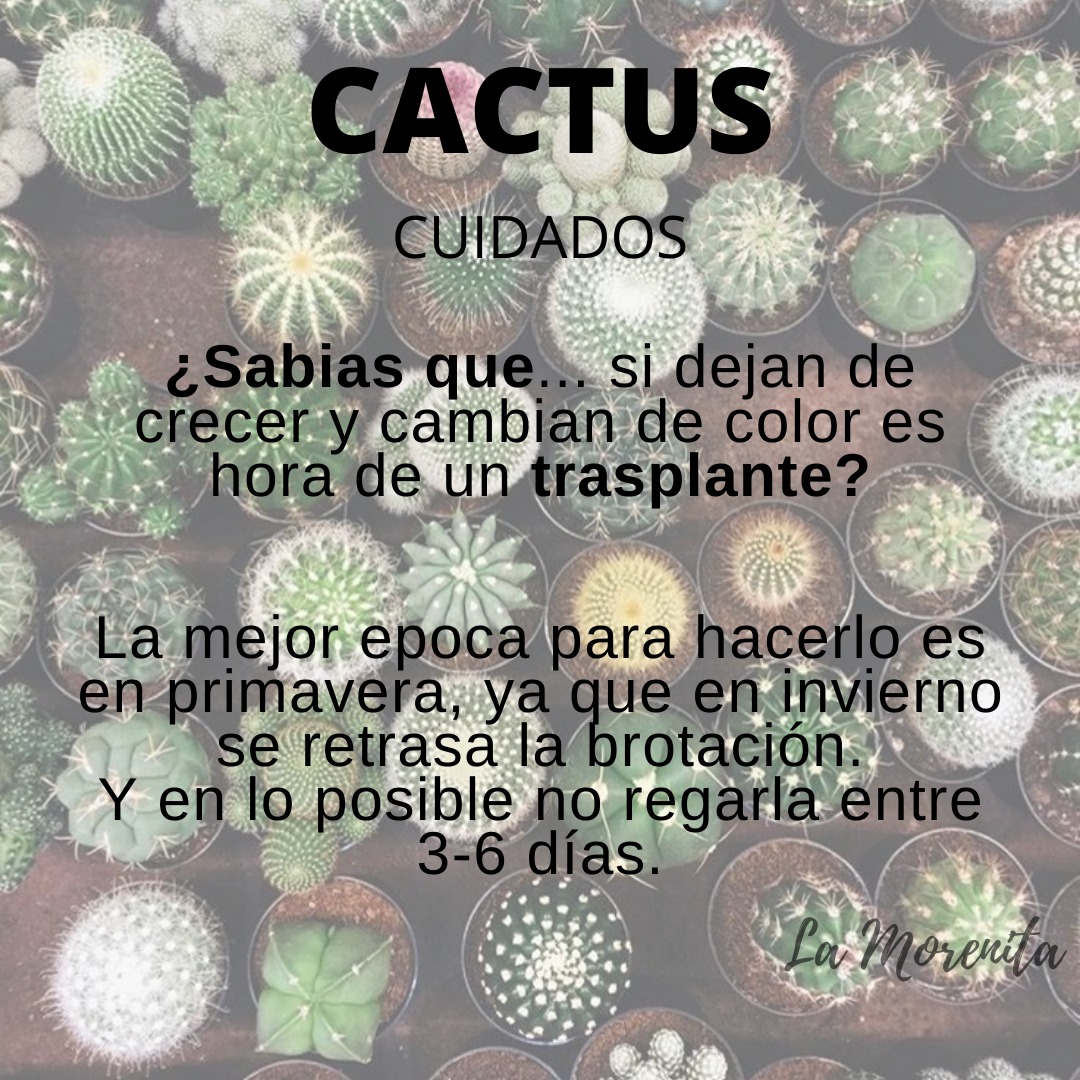 CACTUS
CUIDADOS
¿Sabias que... si dejan de
crecer y cambian de color es
hora de un trasplante?
La mejor epoca para hacerlo es
en primavera, ya que en invierno
se retrasa la brotación.
Y en lo posible no regarla entre
3-6 días.
La Morenita